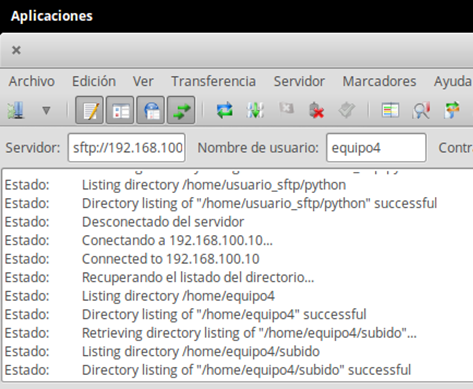 Aplicaciones
Archivo Edición Ver Transferencia Servidor Marcadores Ayuda
Servidor: sftp://192.168.100 Nombre de usuario: equipo4 Contr
Estado: Listing directory /home/usuario_sftp/python
Estado: Directory listing of "/home/usuario_sftp/python" successful
Estado: Desconectado del servidor
Estado: Conectando a 192.168.100.10...
Estado: Connected to 192.168.100.10
Estado: Recuperando el listado del directorio...
Estado: Listing directory /home/equipo4
Estado: Directory listing of "/home/equipo4" successful
Estado: Retrieving directory listing of "/home/equipo4/subido"...
Estado: Listing directory /home/equipo4/subido
Estado: Directory listing of "/home/equipo4/subido" successful